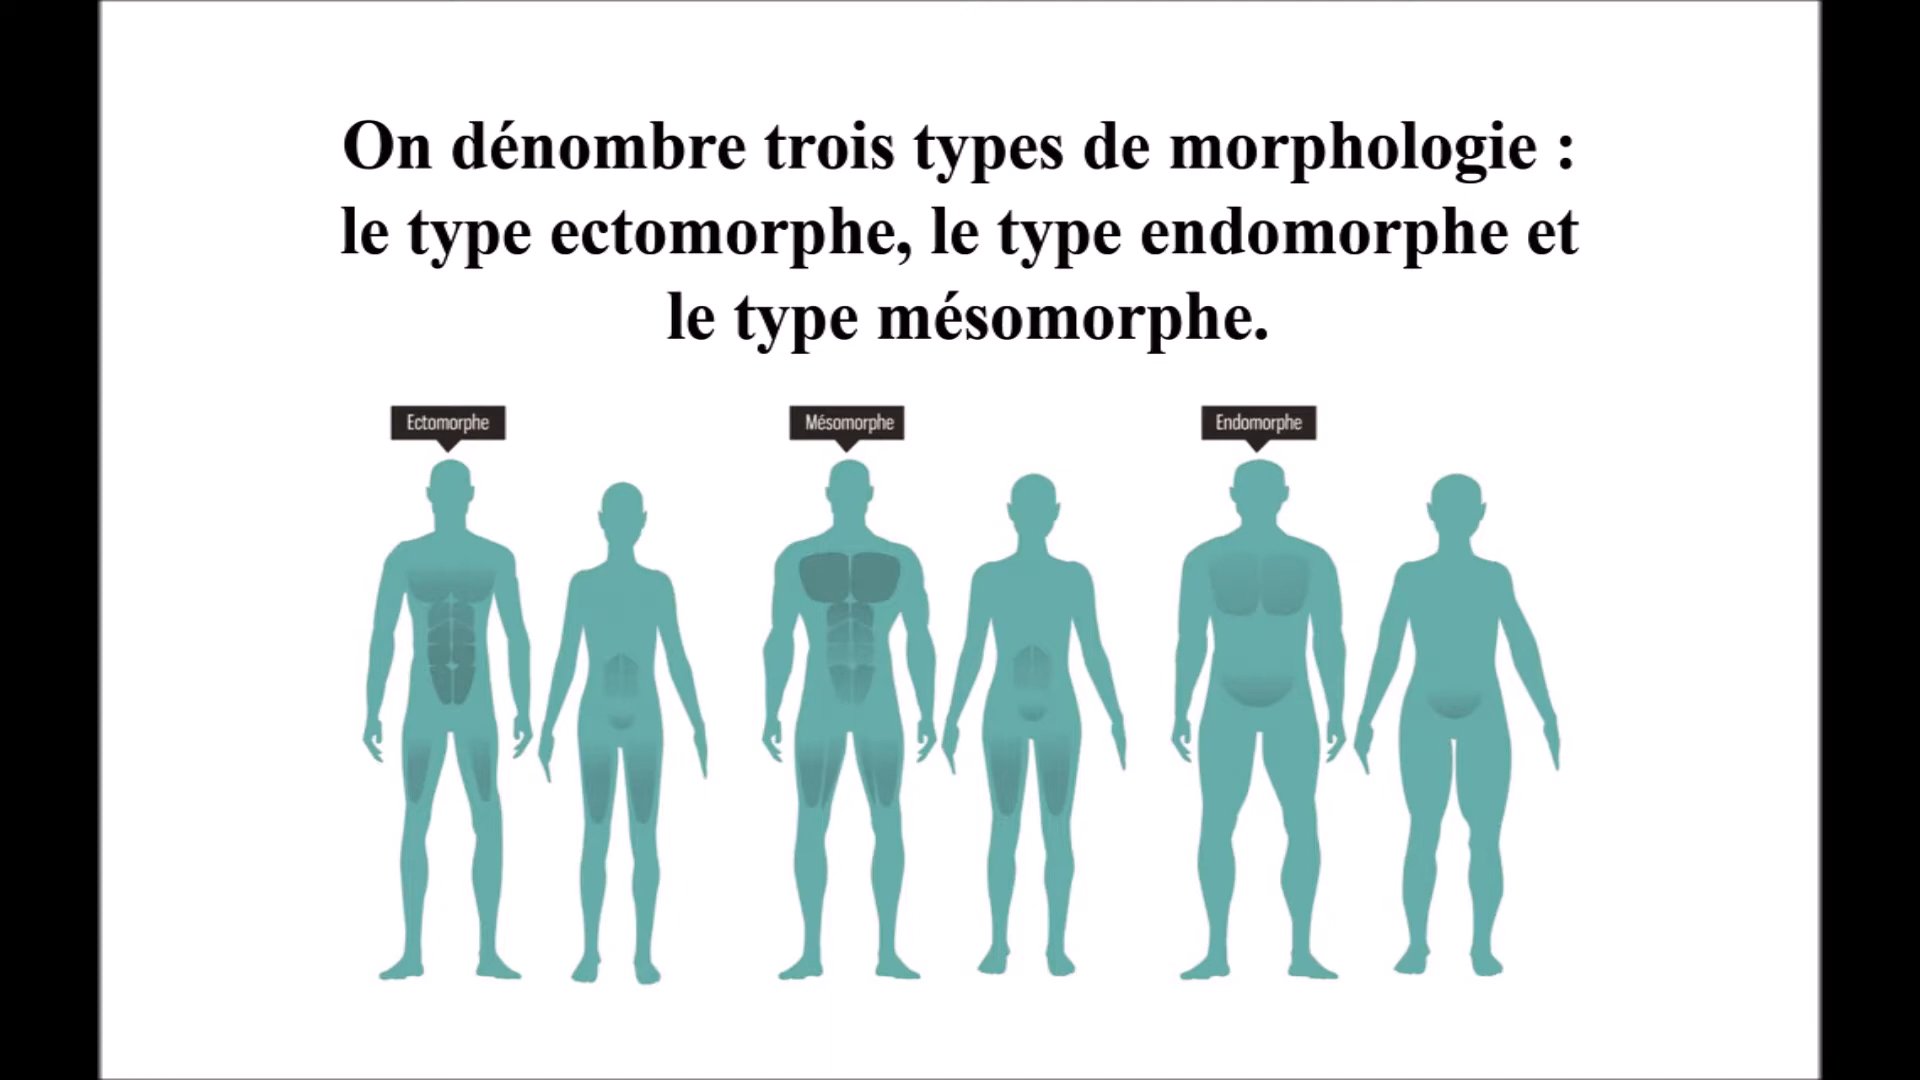 On dénombre trois types de morphologie :
le type ectomorphe, le type endomorphe et
le type mésomorphe.
Ectomorphe
Mésomorphe
Endomorphe